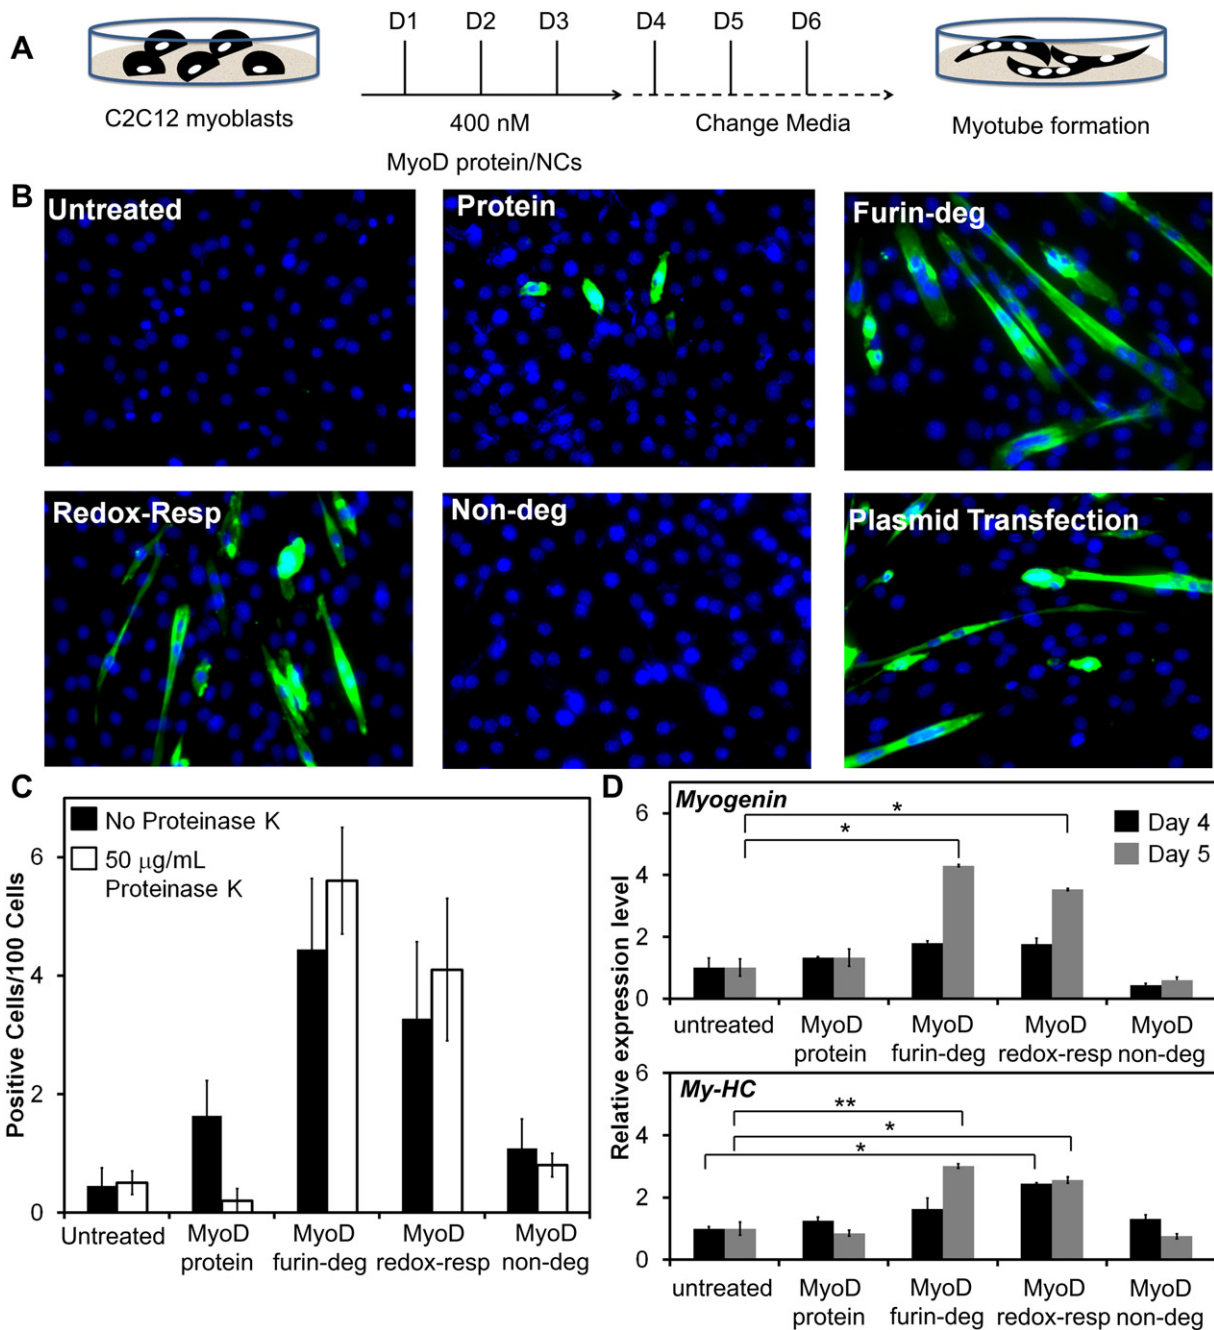 A
D1 D2 D3 D4 D5 D6
C2C12 myoblasts
400 nM
MyoD protein/NCs
Change Media
Myotube formation
B
Untreated
Protein
Furin-deg
Redox-Resp
Non-deg
Plasmid Transfection
C
No Proteinase K
50 μg/mL
Proteinase K
Positive Cells/100 Cells
6
4
2
0
Untreated
MyoD
protein
MyoD
furin-deg
MyoD
redox-resp
MyoD
non-deg
D
Relative expression level
Myogenin
Day 4
Day 5
*
*
6
4
2
0
untreated
MyoD
protein
MyoD
furin-deg
MyoD
redox-resp
MyoD
non-deg
My-HC
**
*
*
6
4
2
0
untreated
MyoD
protein
MyoD
furin-deg
MyoD
redox-resp
MyoD
non-deg